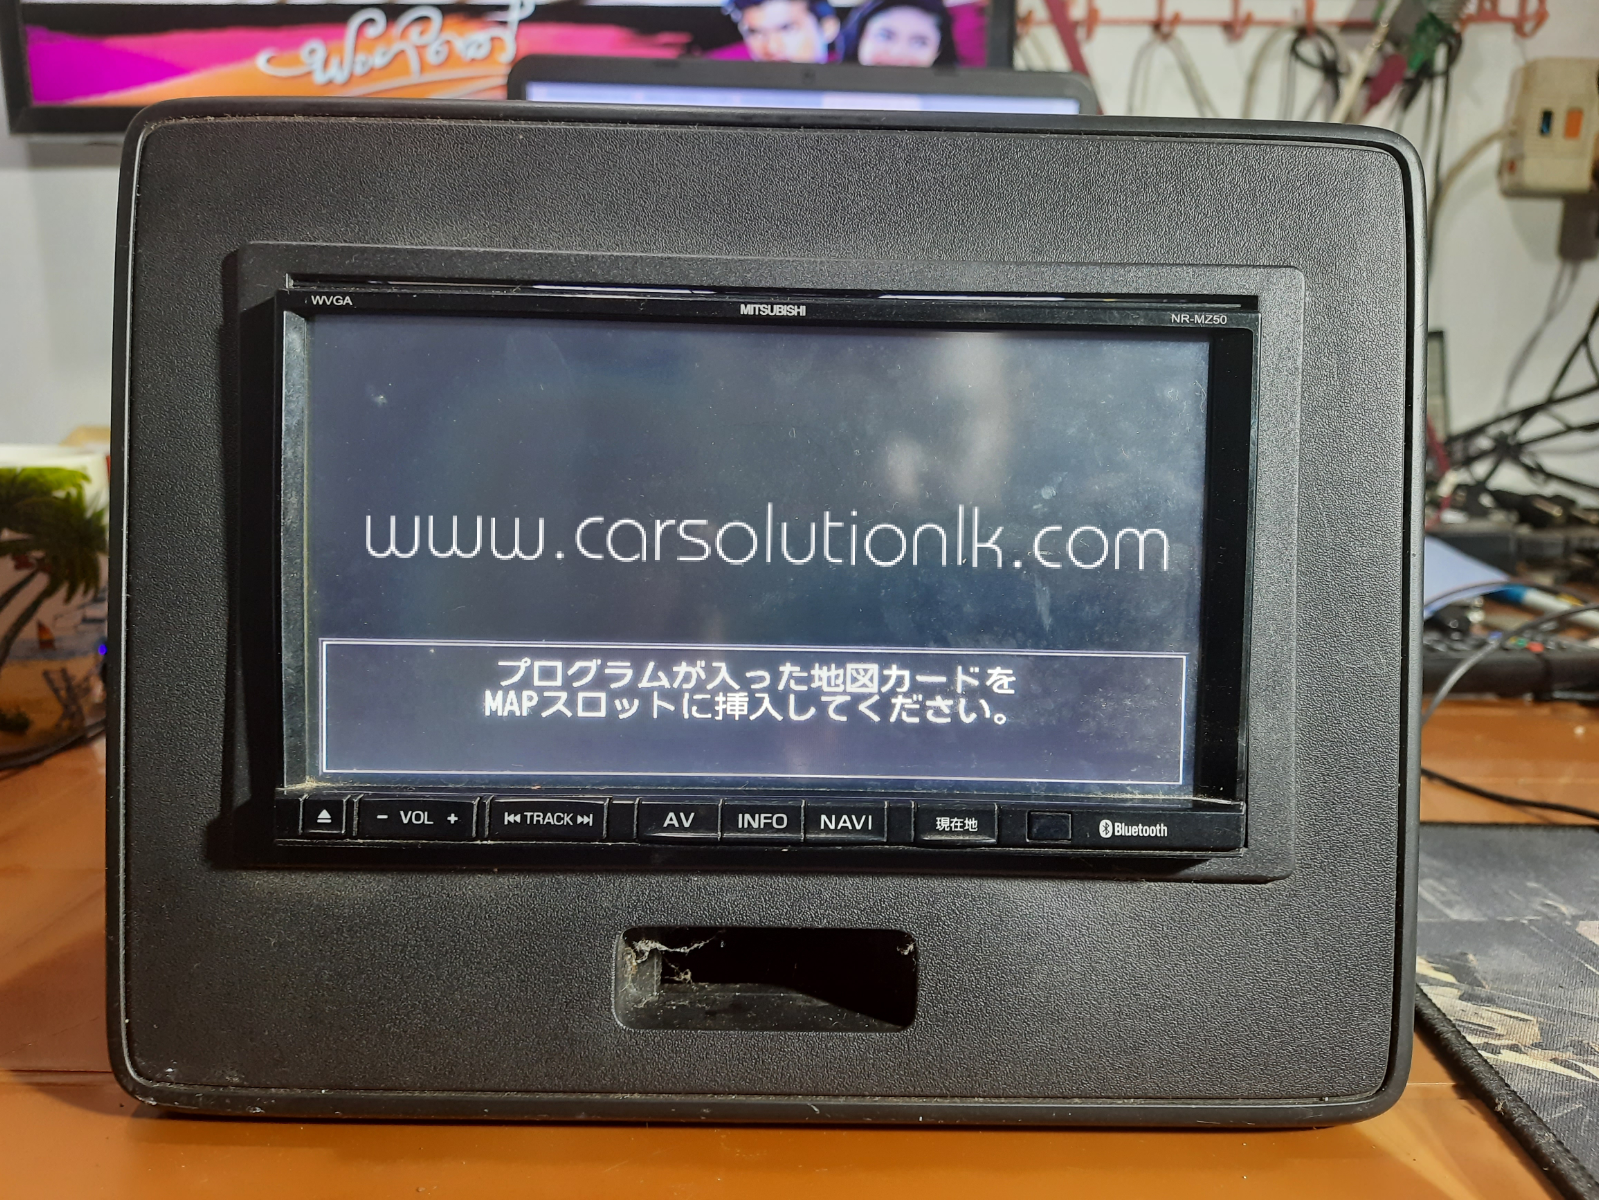 WVGA
MITSUBISHI
NR-MZ50
www.carsolutionlk.com
プログラムが入った地図カードを
MAPスロットに挿入してください。
− VOL +
TRACK
AV
INFO
NAVI
現在地
Bluetooth